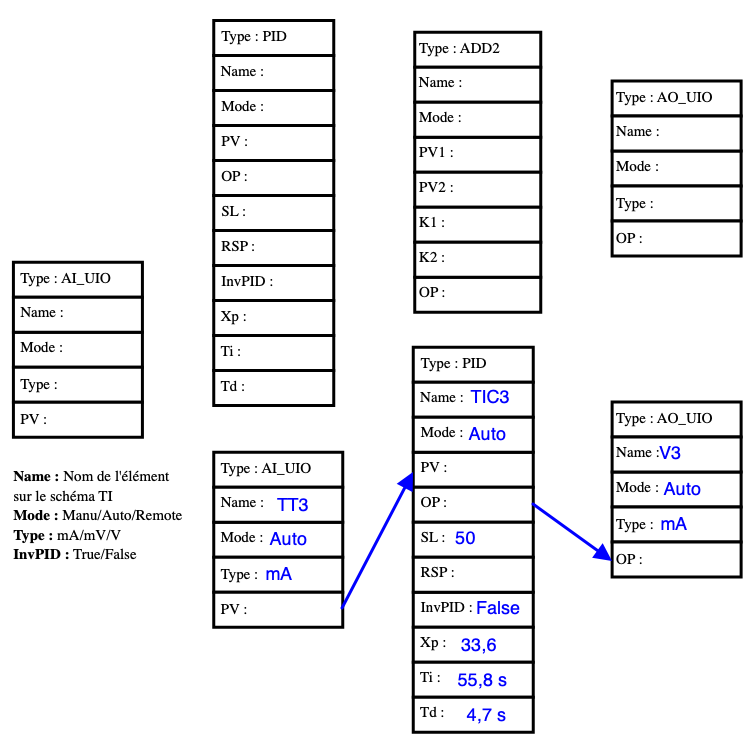 Type : PID
Name :
Mode :
PV :
OP :
SL :
RSP :
InvPID :
Xp :
Ti :
Td :
Type : ADD2
Name :
Mode :
PV1 :
PV2 :
K1 :
K2 :
OP :
Type : AO_UIO
Name :
Mode :
Type :
OP :
Type : AI_UIO
Name :
Mode :
Type :
PV :
Name : Nom de l'élément
sur le schéma TI
Mode : Manu/Auto/Remote
Type : mA/mV/V
InvPID : True/False
Type : AI_UIO
Name : TT3
Mode : Auto
Type : mA
PV :
Type : PID
Name : TIC3
Mode : Auto
PV :
OP :
SL : 50
RSP :
InvPID : False
Xp : 33,6
Ti : 55,8 s
Td : 4,7 s
Type : AO_UIO
Name :V3
Mode : Auto
Type : mA
OP :